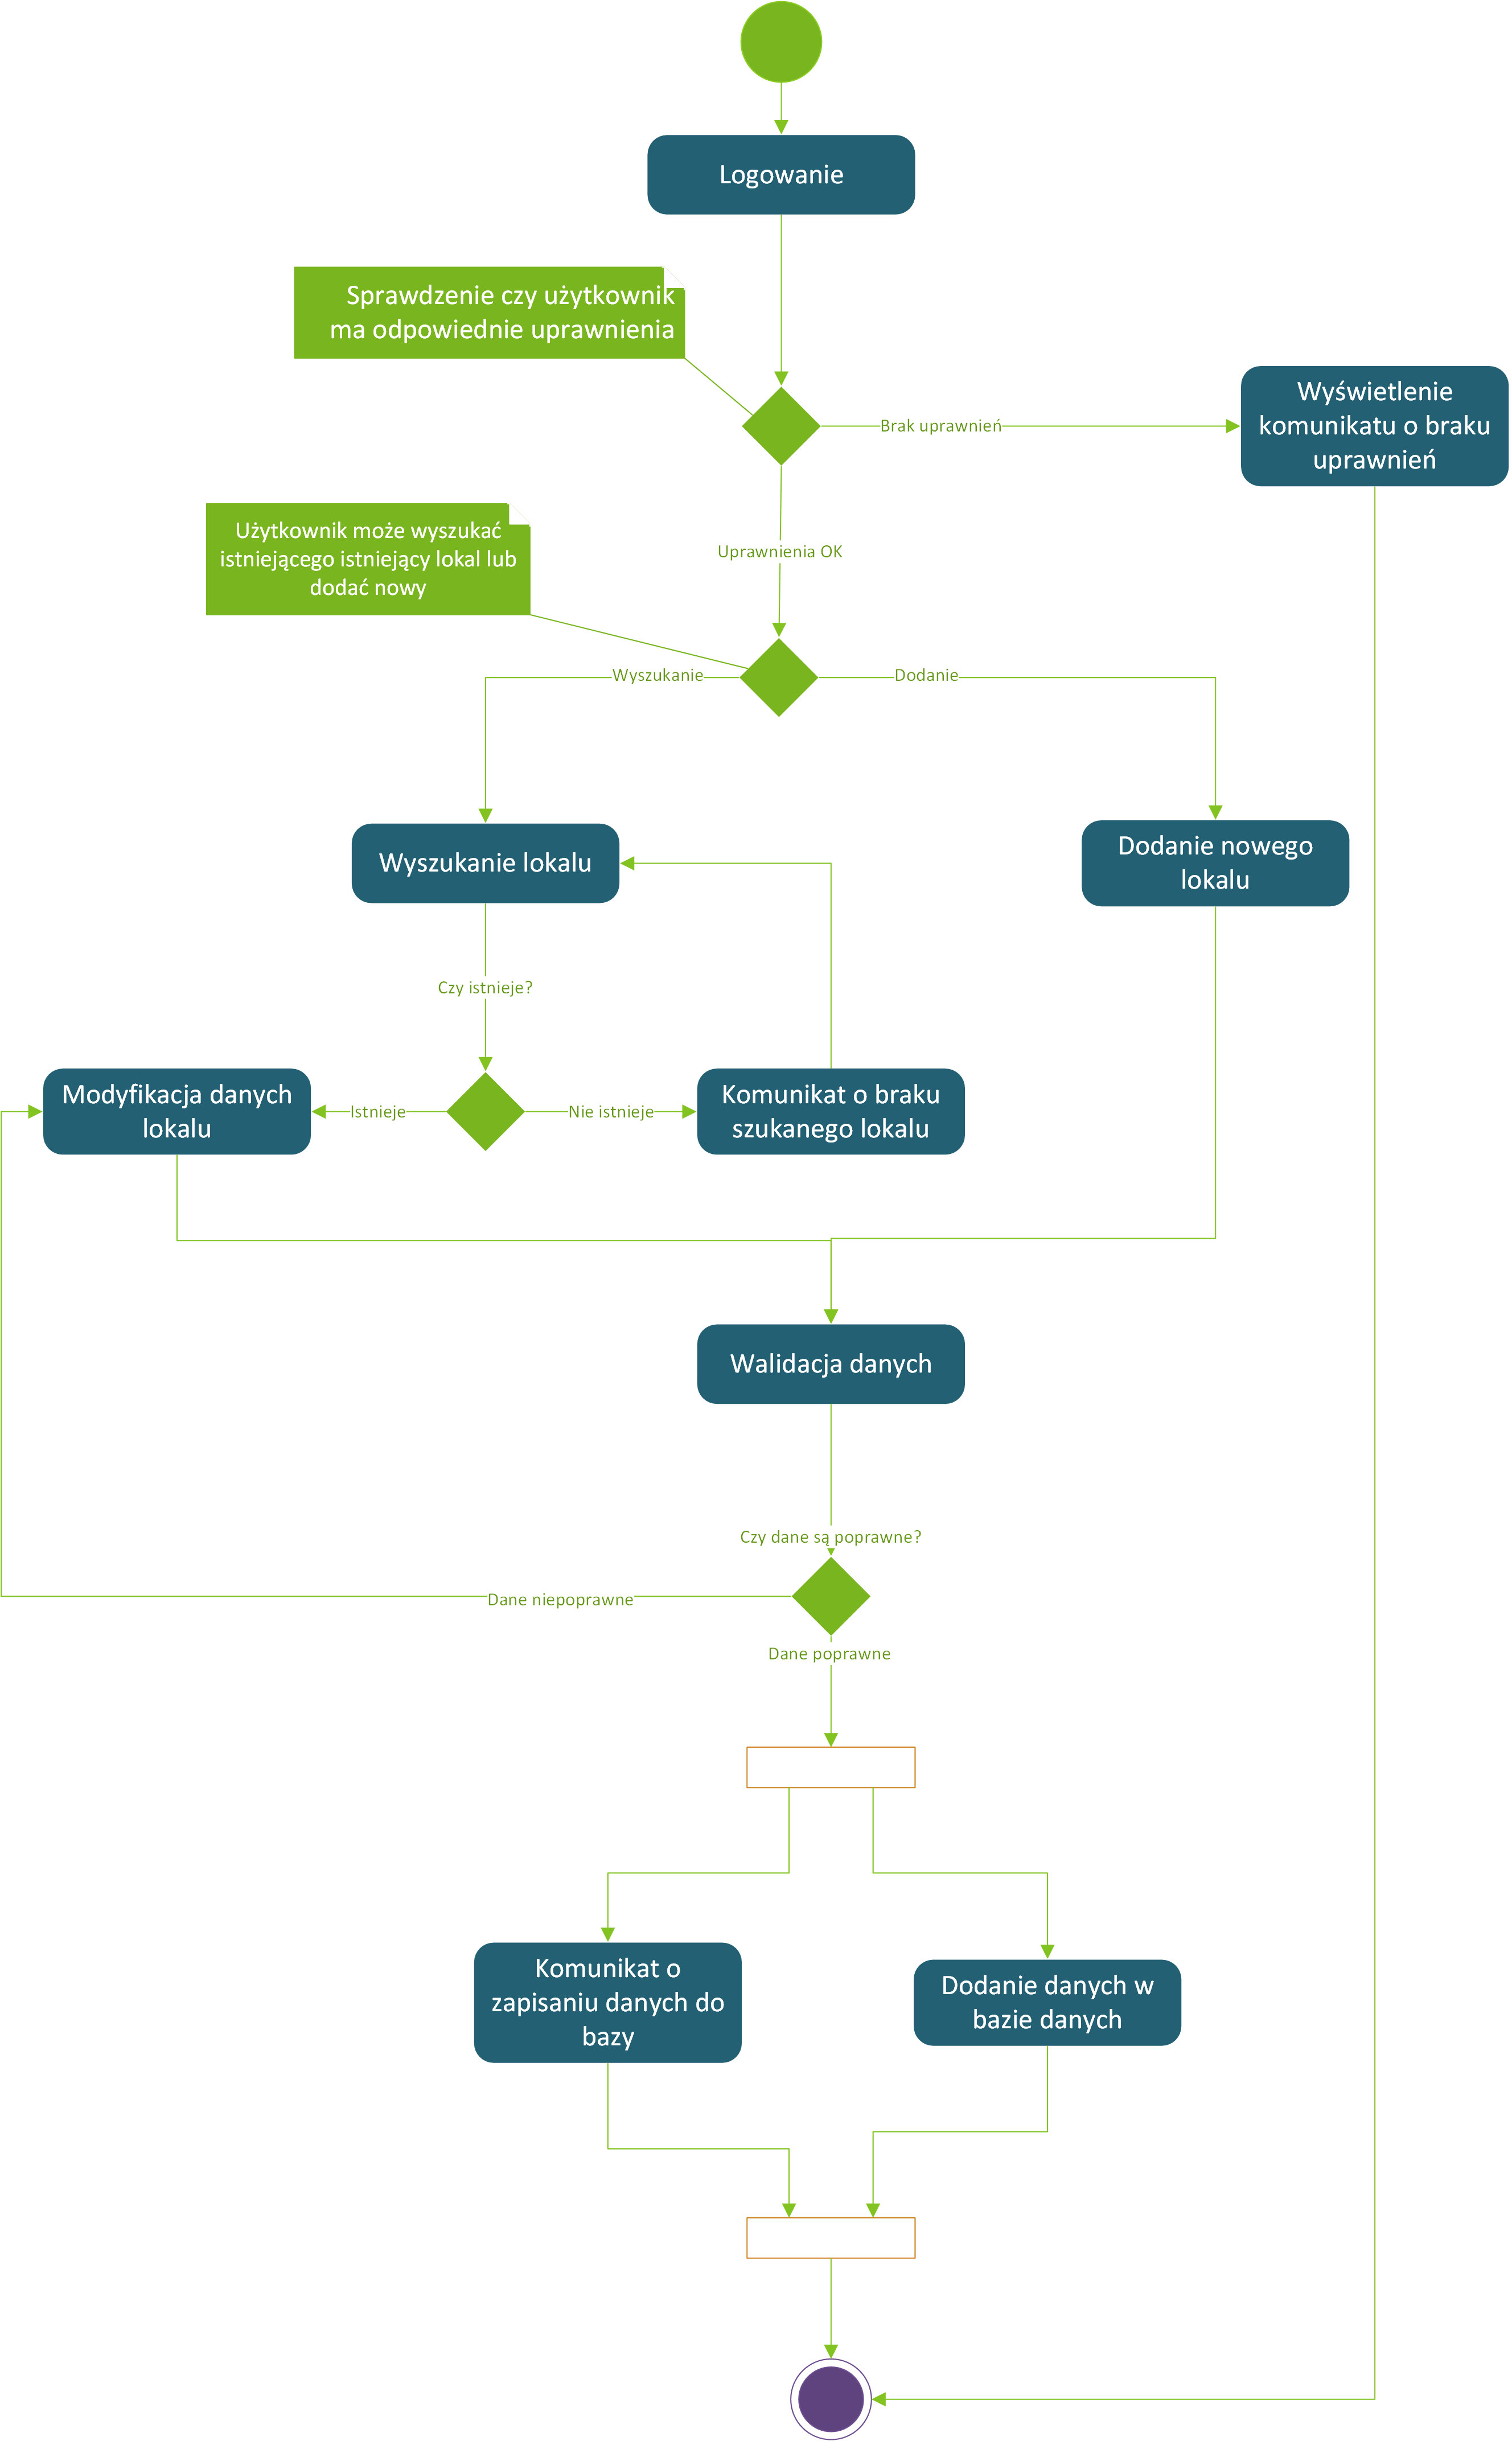 Logowanie
Sprawdzenie czy użytkownik
ma odpowiednie uprawnienia
Wyświetlenie
komunikatu o braku
uprawnień
Brak uprawnień
Użytkownik może wyszukać
istniejącego istniejący lokal lub
dodać nowy
Uprawnienia OK
Wyszukanie
Dodanie
Wyszukanie lokalu
Dodanie nowego
lokalu
Czy istnieje?
Modyfikacja danych
lokalu
Istnieje
Nie istnieje
Komunikat o braku
szukanego lokalu
Walidacja danych
Czy dane są poprawne?
Dane niepoprawne
Dane poprawne
Komunikat o
zapisaniu danych do
bazy
Dodanie danych w
bazie danych